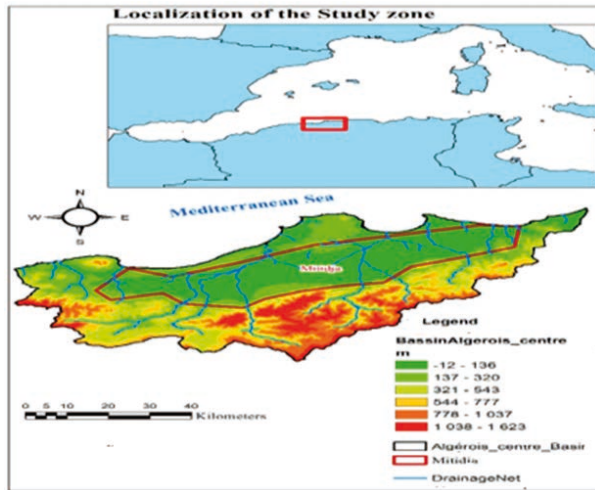 Localization of the Study zone
N
W E
S
Mediterranean Sea
Mitidja
Legend
BassinAlgerois_centre
m
-12 - 136
137 - 320
321 - 543
544 - 777
778 - 1 037
1 038 - 1 623
0 5 10 20 30 40
Kilometers
Algérois_centre_Basin
Mitidja
DrainageNet